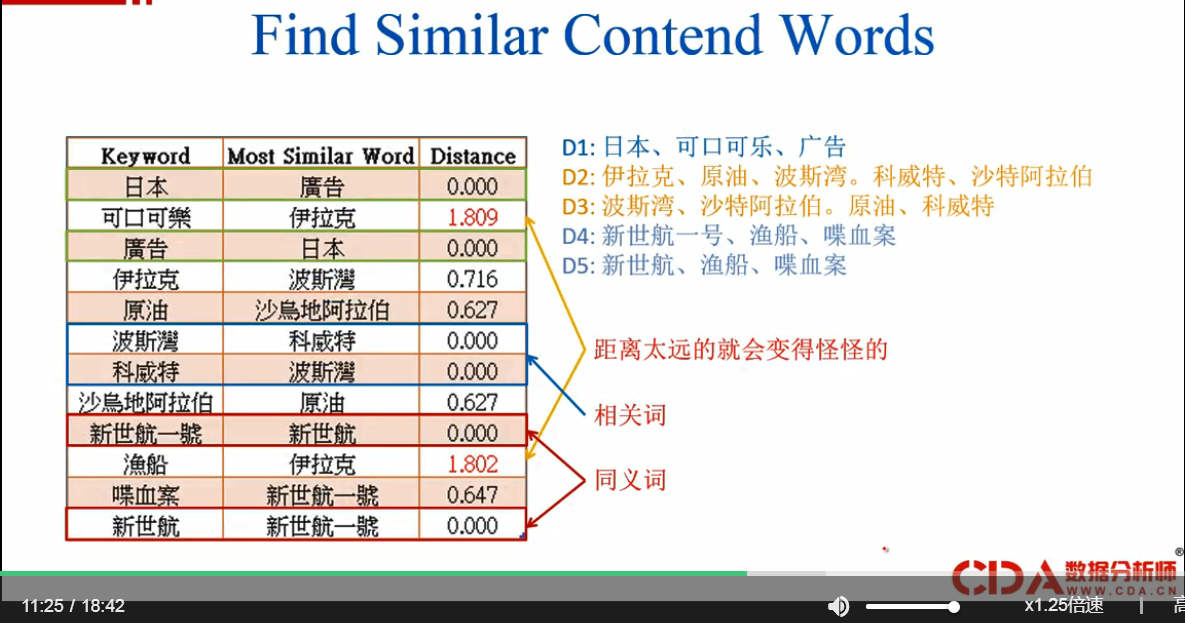 Find Similar Contend Words
Keyword Most Similar Word Distance
日本 廣告 0.000
可口可樂 伊拉克 1.809
廣告 日本 0.000
伊拉克 波斯灣 0.716
原油 沙烏地阿拉伯 0.627
波斯灣 科威特 0.000
科威特 波斯灣 0.000
沙烏地阿拉伯 原油 0.627
新世航一號 新世航 0.000
漁船 伊拉克 1.802
喋血案 新世航一號 0.647
新世航 新世航一號 0.000
D1: 日本、可口可乐、广告
D2: 伊拉克、原油、波斯湾。科威特、沙特阿拉伯
D3: 波斯湾、沙特阿拉伯。原油、科威特
D4: 新世航一号、渔船、喋血案
D5: 新世航、渔船、喋血案
距离太远的就会变得怪怪的
相关词
同义词
CDA 数据分析师 ®
WWW.CDA.CN
11:25 / 18:42 x1.25倍速 高